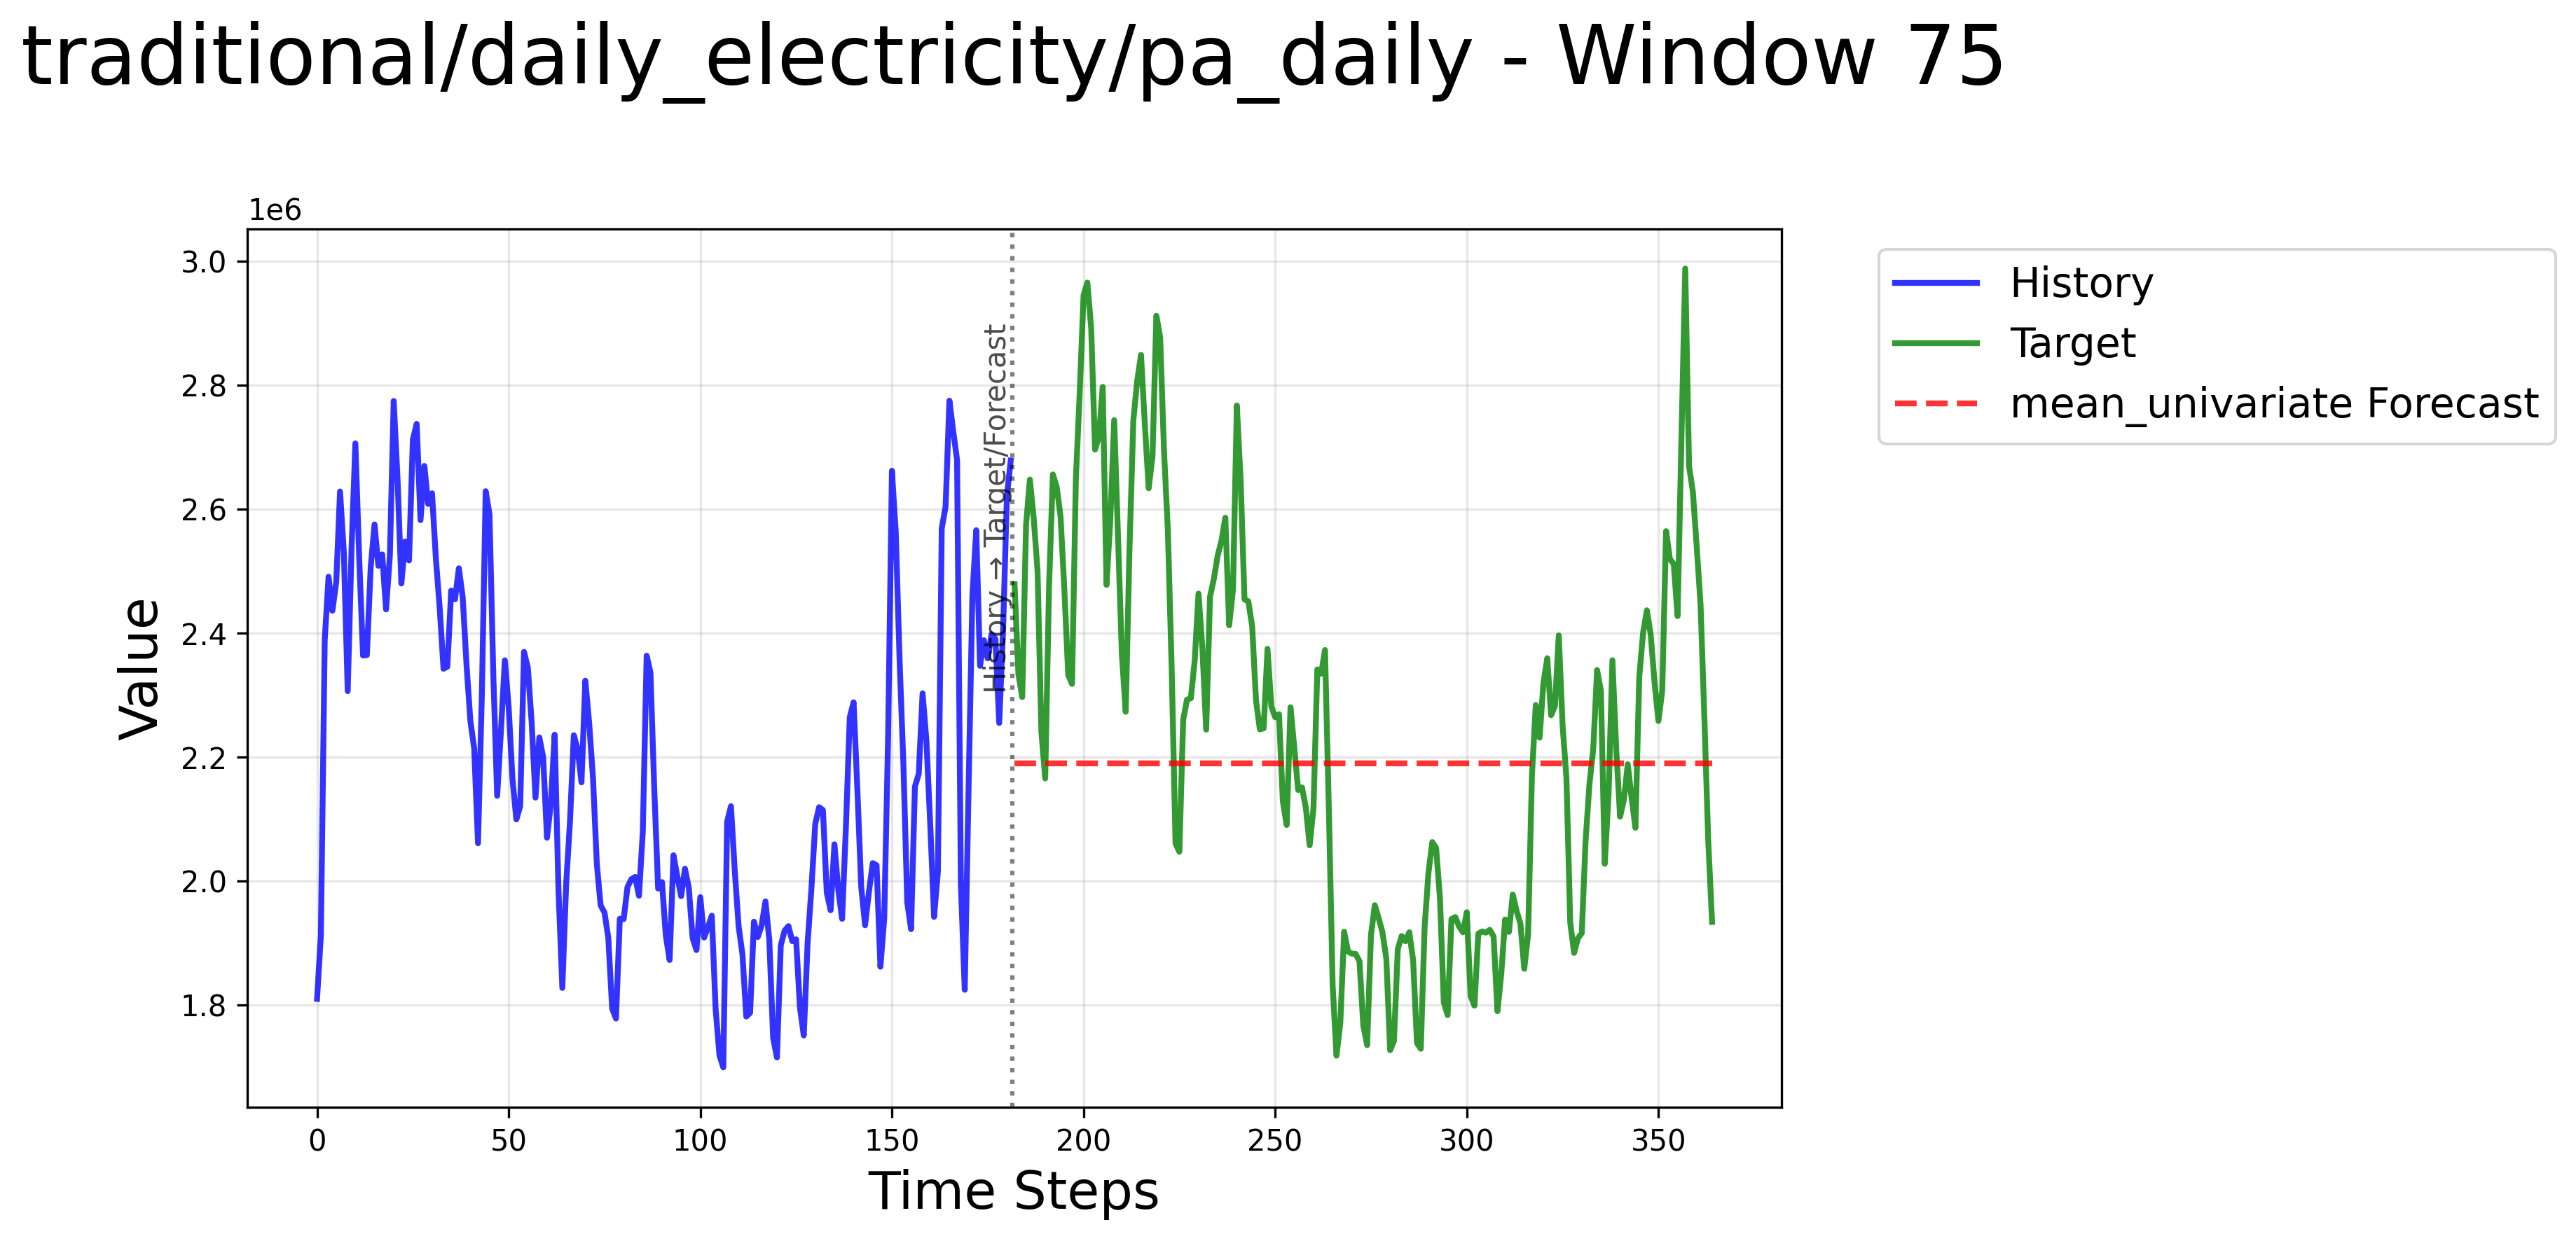 traditional/daily_electricity/pa_daily - Window 75
1e6
3.0
2.8
2.6
2.4
2.2
2.0
1.8
Value
History → Target/Forecast
0 50 100 150 200 250 300 350
Time Steps
History
Target
mean_univariate Forecast